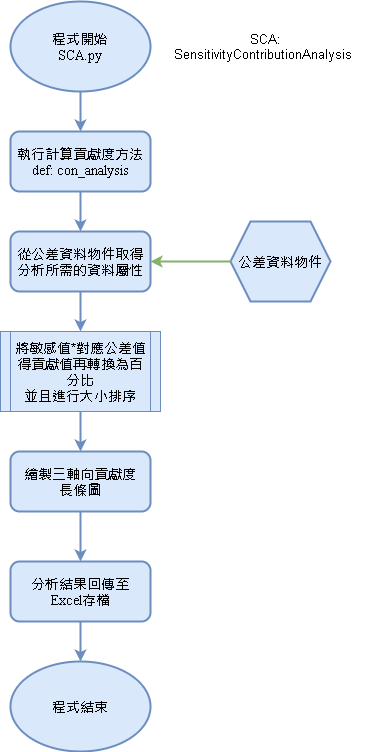 程式開始
SCA.py
SCA:
SensitivityContributionAnalysis
執行計算貢獻度方法
def: con_analysis
從公差資料物件取得
分析所需的資料屬性
公差資料物件
將敏感值*對應公差值
得貢獻值再轉換為百
分比
並且進行大小排序
繪製三軸向貢獻度
長條圖
分析結果回傳至
Excel存檔
程式結束